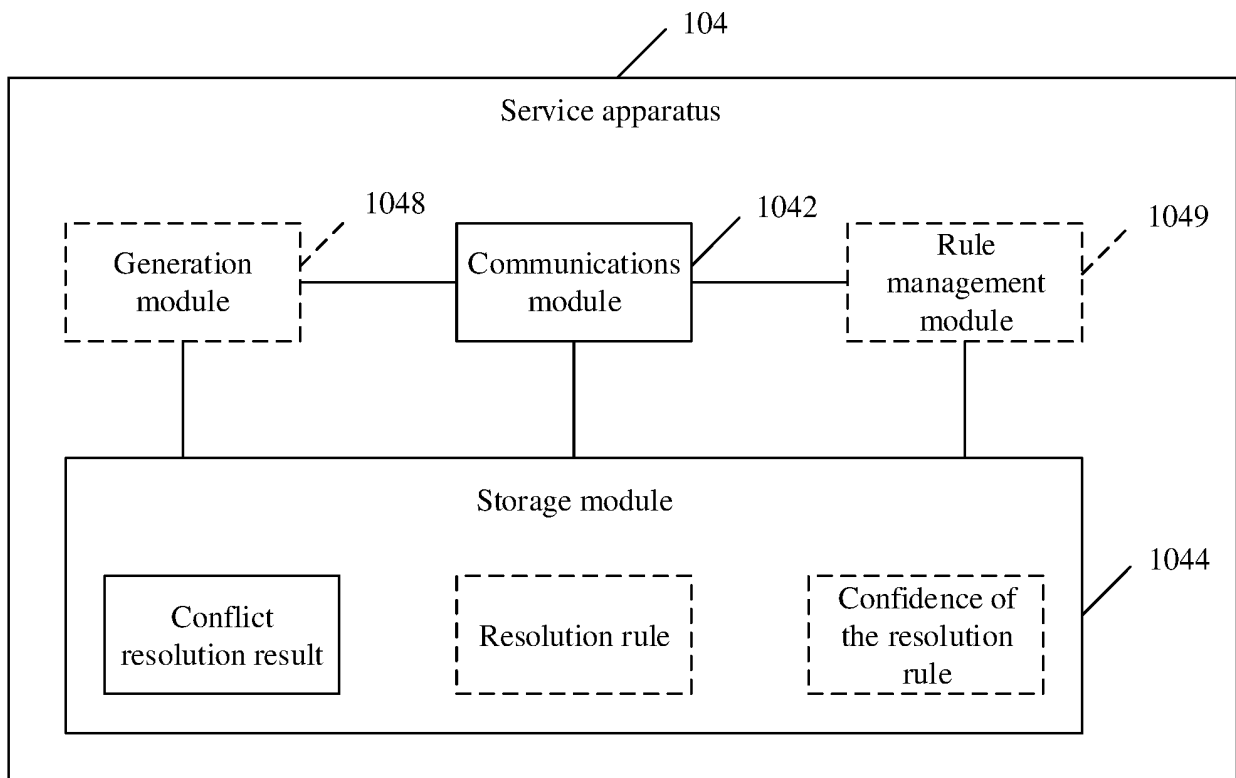 104
Service apparatus
1048
1042
1049
Generation
module
Communications
module
Rule
management
module
Storage module
1044
Conflict
resolution result
Resolution rule
Confidence of
the resolution
rule